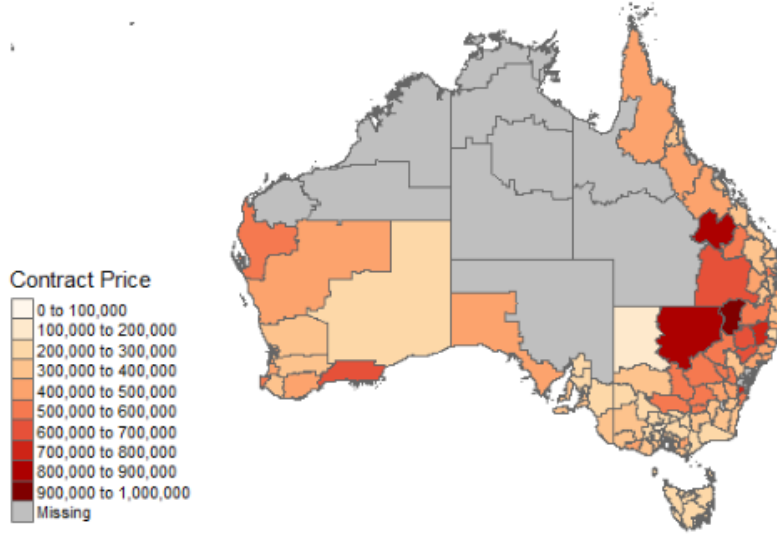 Contract Price
0 to 100,000
100,000 to 200,000
200,000 to 300,000
300,000 to 400,000
400,000 to 500,000
500,000 to 600,000
600,000 to 700,000
700,000 to 800,000
800,000 to 900,000
900,000 to 1,000,000
Missing